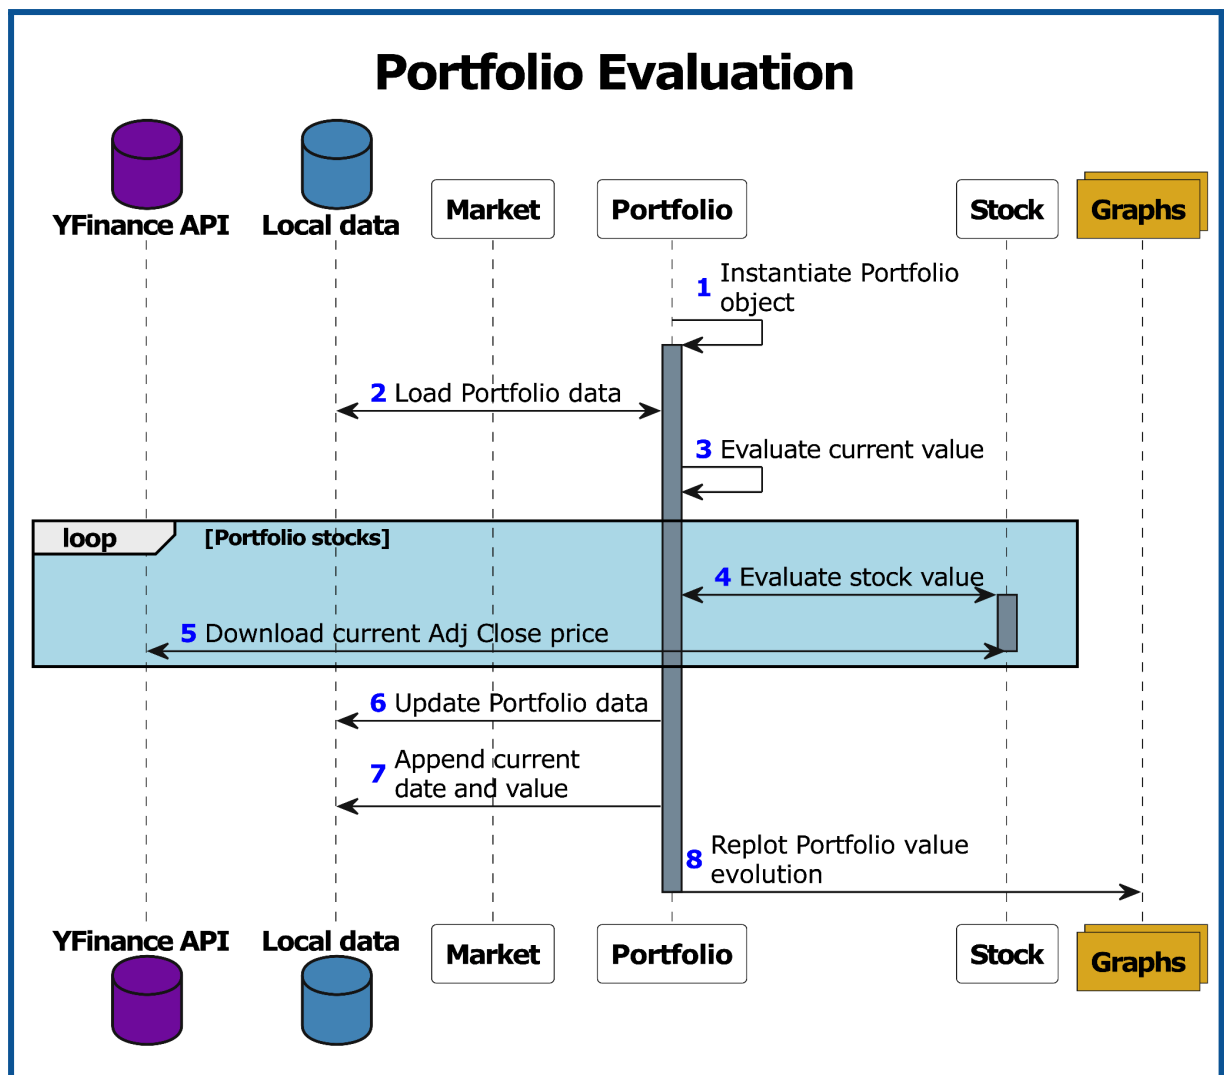 Portfolio Evaluation
YFinance API
Local data
Market
Portfolio
Stock
Graphs
1 Instantiate Portfolio
object
2 Load Portfolio data
3 Evaluate current value
loop [Portfolio stocks]
4 Evaluate stock value
5 Download current Adj Close price
6 Update Portfolio data
7 Append current
date and value
8 Replot Portfolio value
evolution
YFinance API
Local data
Market
Portfolio
Stock
Graphs